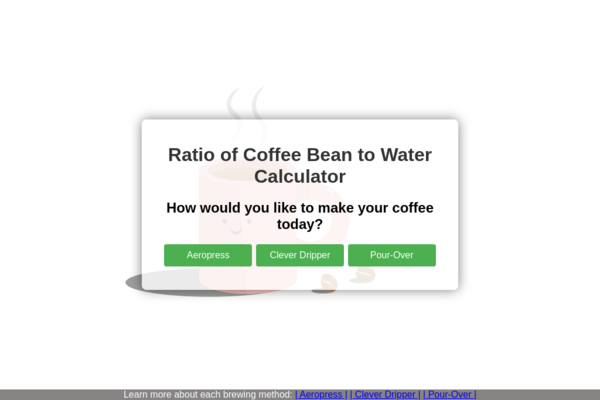 Ratio of Coffee Bean to Water
Calculator
How would you like to make your coffee
today?
Aeropress Clever Dripper Pour-Over
Learn more about each brewing method: | Aeropress | | Clever Dripper | | Pour-Over |